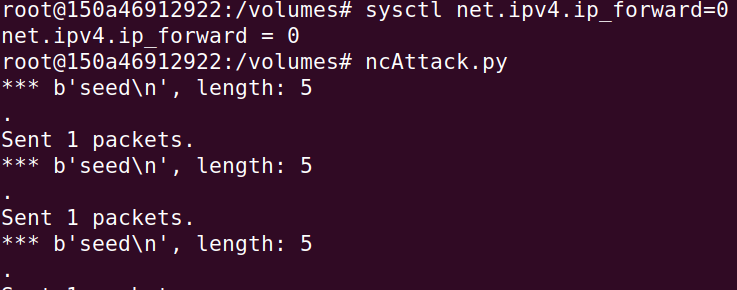 root@150a46912922:/volumes# sysctl net.ipv4.ip_forward=0
net.ipv4.ip_forward = 0
root@150a46912922:/volumes# ncAttack.py
*** b'seed\n', length: 5
.
Sent 1 packets.
*** b'seed\n', length: 5
.
Sent 1 packets.
*** b'seed\n', length: 5
.